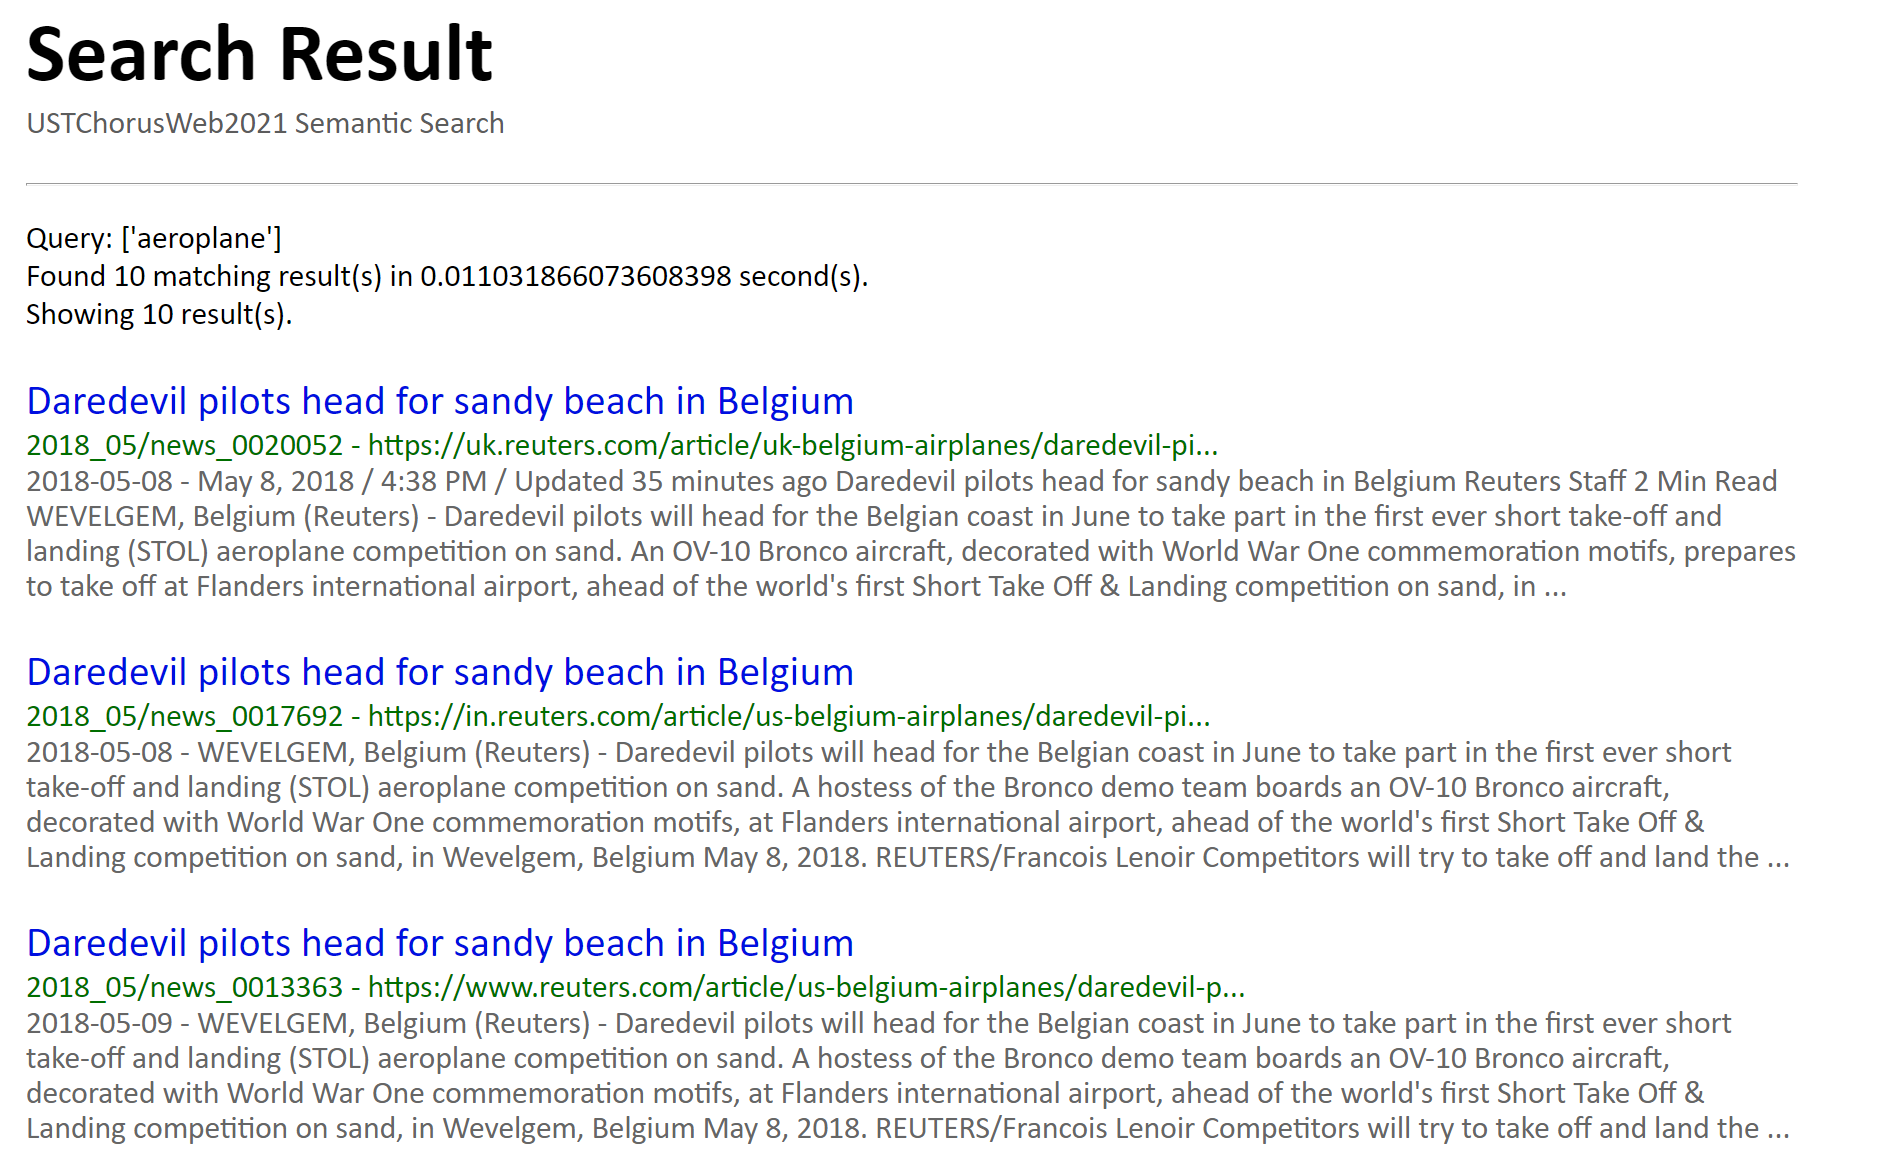 Search Result
USTChorusWeb2021 Semantic Search
Query: ['aeroplane']
Found 10 matching result(s) in 0.011031866073608398 second(s).
Showing 10 result(s).
Daredevil pilots head for sandy beach in Belgium
2018_05/news_0020052 - https://uk.reuters.com/article/uk-belgium-airplanes/daredevil-pi...
2018-05-08 - May 8, 2018 / 4:38 PM / Updated 35 minutes ago Daredevil pilots head for sandy beach in Belgium Reuters Staff 2 Min Read
WEVELGEM, Belgium (Reuters) - Daredevil pilots will head for the Belgian coast in June to take part in the first ever short take-off and
landing (STOL) aeroplane competition on sand. An OV-10 Bronco aircraft, decorated with World War One commemoration motifs, prepares
to take off at Flanders international airport, ahead of the world's first Short Take Off & Landing competition on sand, in ...
Daredevil pilots head for sandy beach in Belgium
2018_05/news_0017692 - https://in.reuters.com/article/us-belgium-airplanes/daredevil-pi...
2018-05-08 - WEVELGEM, Belgium (Reuters) - Daredevil pilots will head for the Belgian coast in June to take part in the first ever short
take-off and landing (STOL) aeroplane competition on sand. A hostess of the Bronco demo team boards an OV-10 Bronco aircraft,
decorated with World War One commemoration motifs, at Flanders international airport, ahead of the world's first Short Take Off &
Landing competition on sand, in Wevelgem, Belgium May 8, 2018. REUTERS/Francois Lenoir Competitors will try to take off and land the ...
Daredevil pilots head for sandy beach in Belgium
2018_05/news_0013363 - https://www.reuters.com/article/us-belgium-airplanes/daredevil-p...
2018-05-09 - WEVELGEM, Belgium (Reuters) - Daredevil pilots will head for the Belgian coast in June to take part in the first ever short
take-off and landing (STOL) aeroplane competition on sand. A hostess of the Bronco demo team boards an OV-10 Bronco aircraft,
decorated with World War One commemoration motifs, at Flanders international airport, ahead of the world's first Short Take Off &
Landing competition on sand, in Wevelgem, Belgium May 8, 2018. REUTERS/Francois Lenoir Competitors will try to take off and land the ...